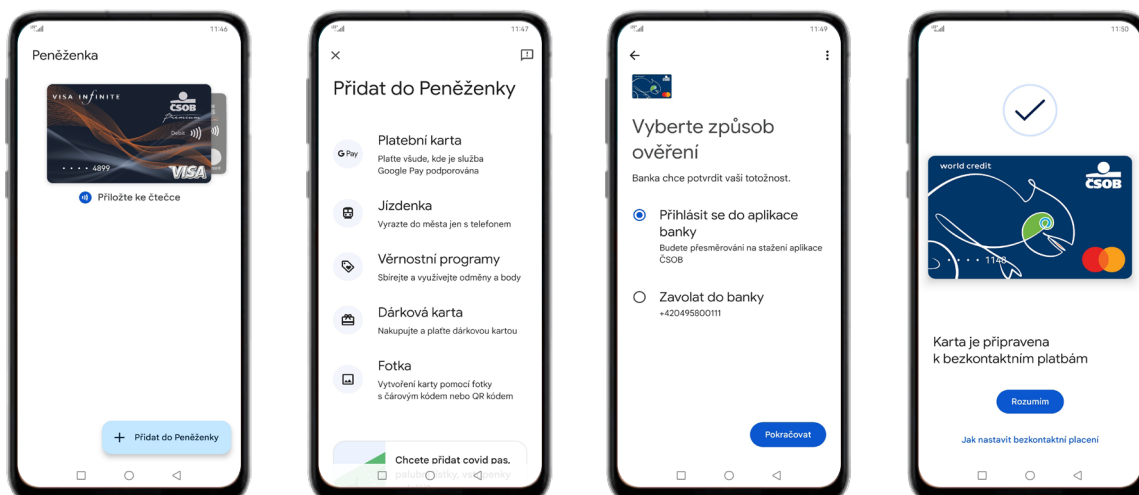 11:46
Peněženka
VISA INFINITE
ČSOB
Premium
Debit
4899
VISA
Přiložte ke čtečce
+ Přidat do Peněženky
11:47
Přidat do Peněženky
G Pay
Platební karta
Plaťte všude, kde je služba
Google Pay podporována
Jízdenka
Vyrazte do města jen s telefonem
Věrnostní programy
Sbírejte a využívejte odměny a body
Dárková karta
Nakupujte a plaťte dárkovou kartou
Fotka
Vytvoření karty pomocí fotky
s čárovým kódem nebo QR kódem
Chcete přidat covid pas,
palubní lístky, vstupenky
11:49
Vyberte způsob
ověření
Banka chce potvrdit vaši totožnost.
Přihlásit se do aplikace
banky
Budete přesměrováni na stažení aplikace
ČSOB
Zavolat do banky
+420495800111
Pokračovat
11:50
world credit
ČSOB
1148
Karta je připravena
k bezkontaktním platbám
Rozumím
Jak nastavit bezkontaktní placení